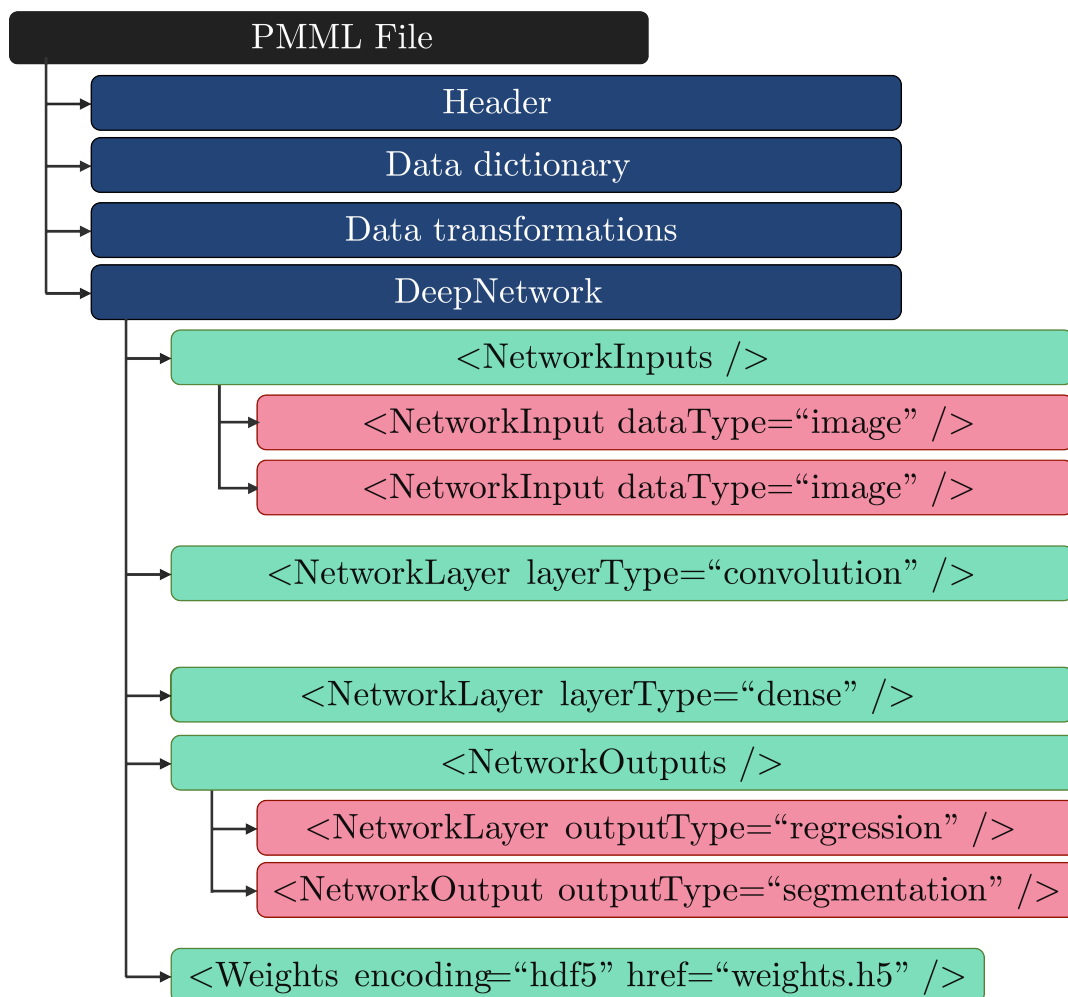 PMML File
Header
Data dictionary
Data transformations
DeepNetwork
<NetworkInputs />
<NetworkInput dataType=“image” />
<NetworkInput dataType=“image” />
<NetworkLayer layerType=“convolution” />
<NetworkLayer layerType=“dense” />
<NetworkOutputs />
<NetworkLayer outputType=“regression” />
<NetworkOutput outputType=“segmentation” />
<Weights encoding=“hdf5” href=“weights.h5” />